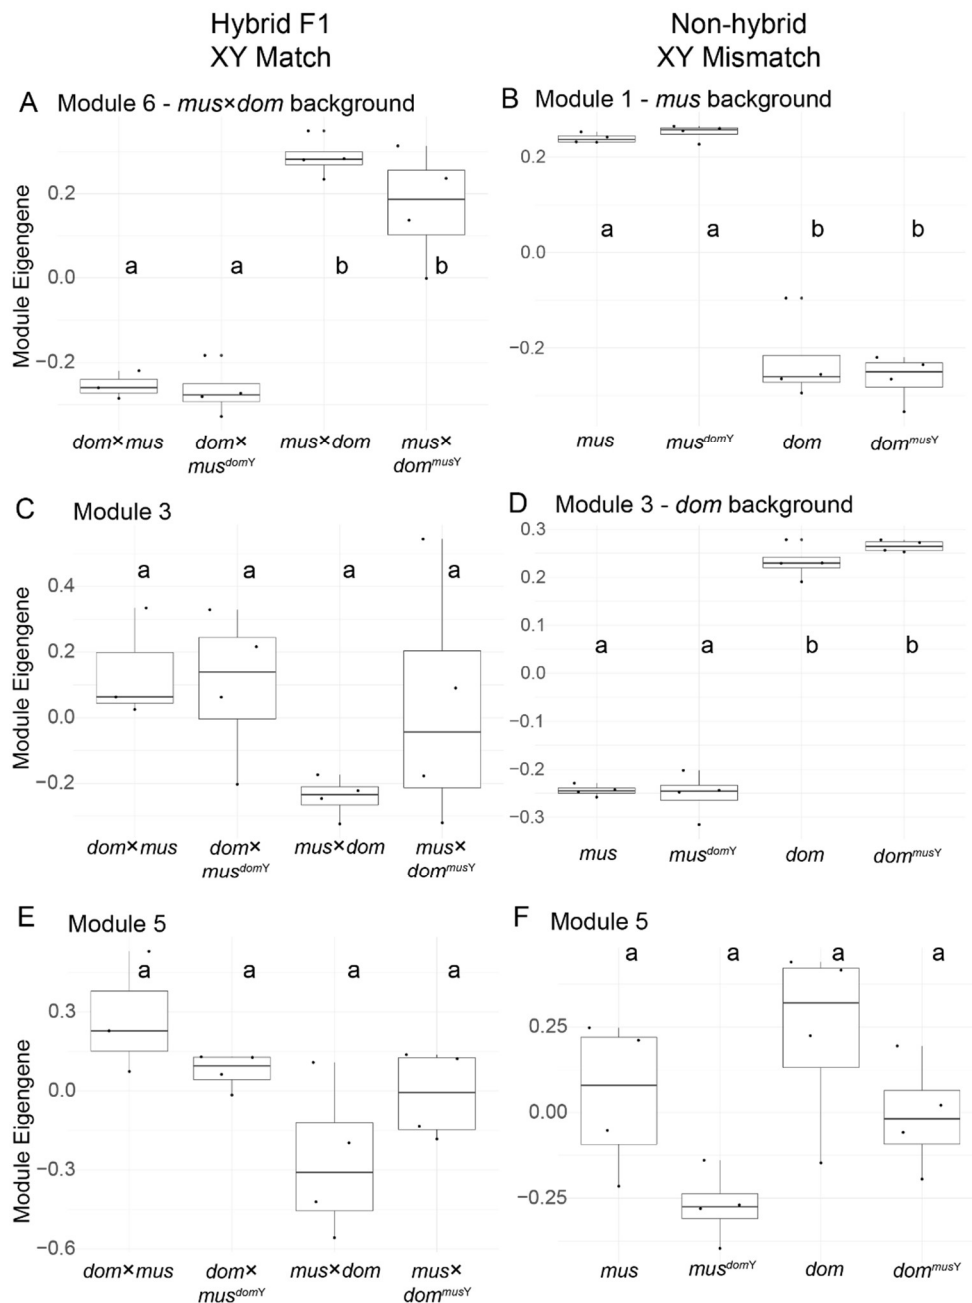 Hybrid F1
XY Match
Non-hybrid
XY Mismatch
A Module 6 - mus×dom background
Module Eigengene
0.2
0.0
−0.2
a a b b
dom×mus dom× mus×dom mus×
musdomY dommusY
B Module 1 - mus background
0.2
0.0
−0.2
a a b b
mus musdomY dom dommusY
C Module 3
Module Eigengene
0.4
0.2
0.0
−0.2
a a a a
dom×mus dom× mus×dom mus×
musdomY dommusY
D Module 3 - dom background
0.3
0.2
0.1
0.0
−0.1
−0.2
−0.3
a a b b
mus musdomY dom dommusY
E Module 5
Module Eigengene
0.3
0.0
−0.3
−0.6
a a a a
dom×mus dom× mus×dom mus×
musdomY dommusY
F Module 5
0.25
0.00
−0.25
a a a a
mus musdomY dom dommusY